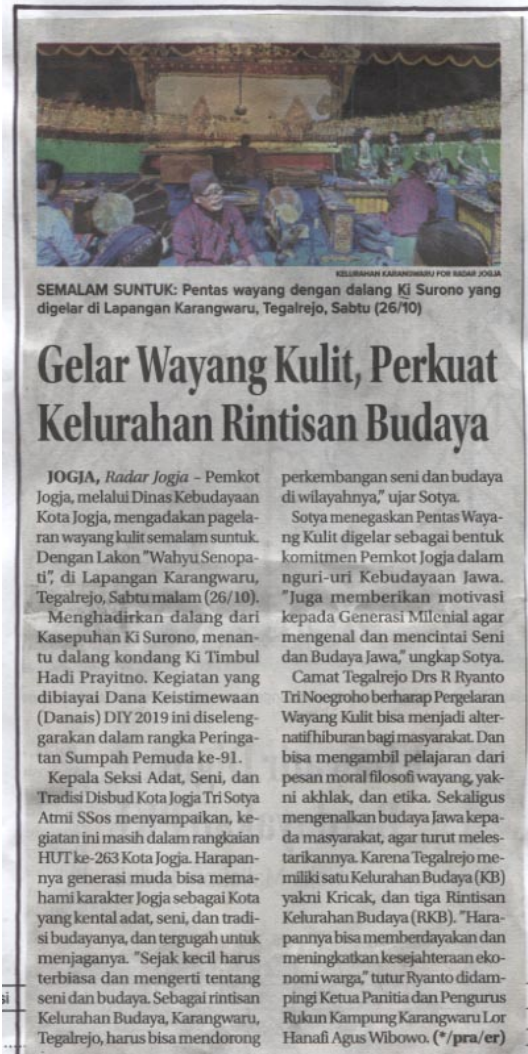 KELURAHAN KARANGWARU FOR RADAR JOGJA
SEMALAM SUNTUK: Pentas wayang dengan dalang Ki Surono yang
digelar di Lapangan Karangwaru, Tegalrejo, Sabtu (26/10)
Gelar Wayang Kulit, Perkuat
Kelurahan Rintisan Budaya
JOGJA, Radar Jogja – Pemkot
Jogja, melalui Dinas Kebudayaan
Kota Jogja, mengadakan pagela-
ran wayang kulit semalam suntuk.
Dengan Lakon "Wahyu Senopa-
ti", di Lapangan Karangwaru,
Tegalrejo, Sabtu malam (26/10).
Menghadirkan dalang dari
Kasepuhan Ki Surono, menan-
tu dalang kondang Ki Timbul
Hadi Prayitno. Kegiatan yang
dibiayai Dana Keistimewaan
(Danais) DIY 2019 ini diseleng-
garakan dalam rangka Peringa-
tan Sumpah Pemuda ke-91.
Kepala Seksi Adat, Seni, dan
Tradisi Disbud Kota Jogja Tri Sotya
Atmi SSos menyampaikan, ke-
giatan ini masih dalam rangkaian
HUT ke-263 Kota Jogja. Harapan-
nya generasi muda bisa mema-
hami karakter Jogja sebagai Kota
yang kental adat, seni, dan tradi-
si budayanya, dan tergugah untuk
menjaganya. "Sejak kecil harus
terbiasa dan mengerti tentang
seni dan budaya. Sebagai rintisan
Kelurahan Budaya, Karangwaru,
Tegalrejo, harus bisa mendorong
perkembangan seni dan budaya
di wilayahnya," ujar Sotya.
Sotya menegaskan Pentas Waya-
ng Kulit digelar sebagai bentuk
komitmen Pemkot Jogja dalam
nguri-uri Kebudayaan Jawa.
"Juga memberikan motivasi
kepada Generasi Milenial agar
mengenal dan mencintai Seni
dan Budaya Jawa," ungkap Sotya.
Camat Tegalrejo Drs R Ryanto
Tri Noegroho berharap Pergelaran
Wayang Kulit bisa menjadi alter-
natif hiburan bagi masyarakat. Dan
bisa mengambil pelajaran dari
pesan moral filosofi wayang, yak-
ni akhlak, dan etika. Sekaligus
mengenalkan budaya Jawa kepa-
da masyarakat, agar turut meles-
tarikannya. Karena Tegalrejo me-
miliki satu Kelurahan Budaya (KB)
yakni Kricak, dan tiga Rintisan
Kelurahan Budaya (RKB). "Hara-
pannya bisa memberdayakan dan
meningkatkan kesejahteraan eko-
nomi warga," tutur Ryanto didam-
pingi Ketua Panitia dan Pengurus
Rukun Kampung Karangwaru Lor
Hanafi Agus Wibowo. (*/pra/er)
si